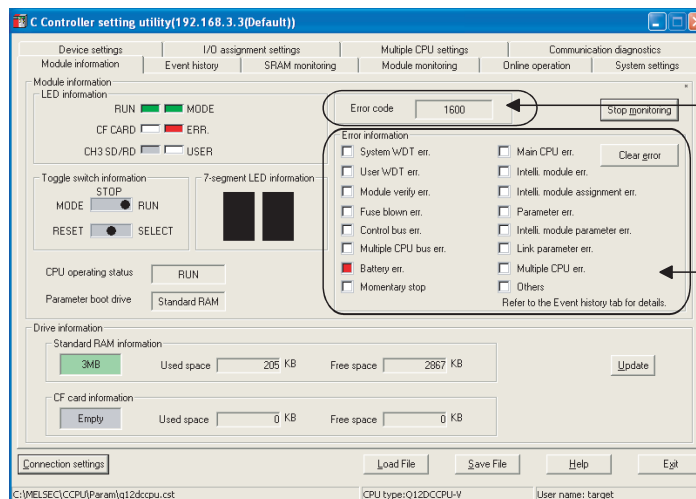 C Controller setting utility(192.168.3.3(Default))
Device settings I/O assignment settings Multiple CPU settings Communication diagnostics
Module information Event history SRAM monitoring Module monitoring Online operation System settings
Module information
LED information
RUN MODE
CF CARD ERR.
CH3 SD/RD USER
Error code 1600
Stop monitoring
Error information
System WDT err. Main CPU err.
Clear error
User WDT err. Intelli. module err.
Module verify err. Intelli. module assignment err.
Fuse blown err. Parameter err.
Control bus err. Intelli. module parameter err.
Multiple CPU bus err. Link parameter err.
Battery err. Multiple CPU err.
Momentary stop Others
Refer to the Event history tab for details.
Toggle switch information
STOP
MODE RUN
RESET SELECT
7-segment LED information
CPU operating status RUN
Parameter boot drive Standard RAM
Drive information
Standard RAM information
3MB Used space 205 KB Free space 2867 KB
Update
CF card information
Empty Used space 0 KB Free space 0 KB
Connection settings Load File Save File Help Exit
C:\MELSEC\CCPU\Param\q12dccpu.cst CPU type:Q12DCCPU-V User name: target